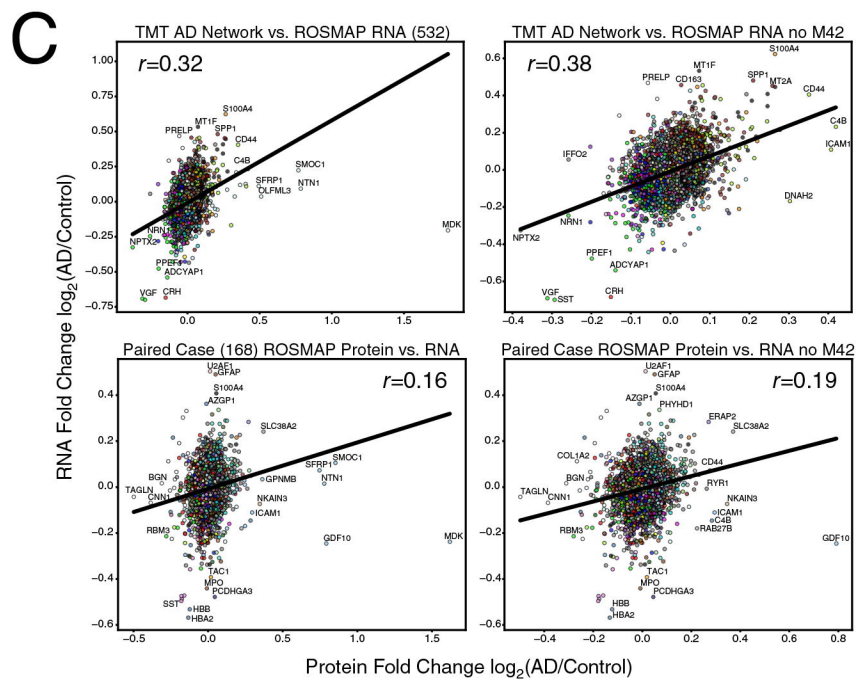 C
TMT AD Network vs. ROSMAP RNA (532)
r=0.32
1.00
0.75
0.50
0.25
0.00
−0.25
−0.50
−0.75
0.0
0.5
1.0
1.5
S100A4
MT1F
PRELP
SPP1
CD44
C4B
SMOC1
SFRP1
NTN1
OLFML3
MDK
NRN1
NPTX2
PPEF1
ADCYAP1
VGF
CRH
TMT AD Network vs. ROSMAP RNA no M42
r=0.38
0.6
0.4
0.2
0.0
−0.2
−0.4
−0.6
−0.4
−0.3
−0.2
−0.1
0.0
0.1
0.2
0.3
0.4
S100A4
MT1F
PRELP
CD163
SPP1
MT2A
CD44
C4B
ICAM1
IFFO2
DNAH2
NRN1
NPTX2
PPEF1
ADCYAP1
VGF
SST
CRH
Paired Case (168) ROSMAP Protein vs. RNA
r=0.16
0.4
0.2
0.0
−0.2
−0.4
−0.6
−0.5
0.0
0.5
1.0
1.5
U2AF1
GFAP
S100A4
AZGP1
SLC38A2
SMOC1
SFRP1
BGN
GPNMB
NTN1
TAGLN
CNN1
NKAIN3
ICAM1
RBM3
GDF10
MDK
TAC1
MPO
PCDHGA3
SST
HBB
HBA2
Paired Case ROSMAP Protein vs. RNA no M42
r=0.19
0.4
0.2
0.0
−0.2
−0.4
−0.6
−0.4
−0.2
0.0
0.2
0.4
0.6
0.8
U2AF1
GFAP
S100A4
AZGP1
PHYHD1
ERAP2
SLC38A2
COL1A2
CD44
BGN
RYR1
TAGLN
CNN1
NKAIN3
ICAM1
C4B
RBM3
RAB27B
GDF10
TAC1
MPO
PCDHGA3
HBB
HBA2
RNA Fold Change log2(AD/Control)
Protein Fold Change log2(AD/Control)